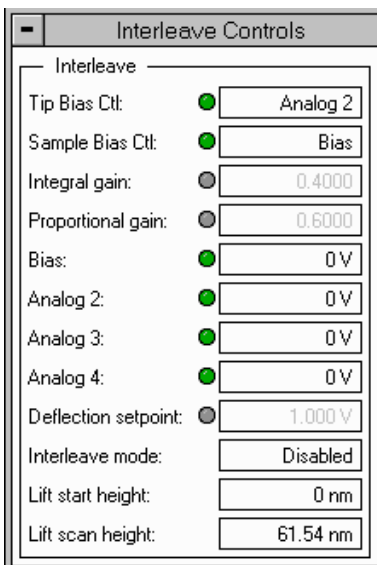 Interleave Controls
Interleave
Tip Bias Ctl: Analog 2
Sample Bias Ctl: Bias
Integral gain: 0.4000
Proportional gain: 0.6000
Bias: 0 V
Analog 2: 0 V
Analog 3: 0 V
Analog 4: 0 V
Deflection setpoint: 1.000 V
Interleave mode: Disabled
Lift start height: 0 nm
Lift scan height: 61.54 nm